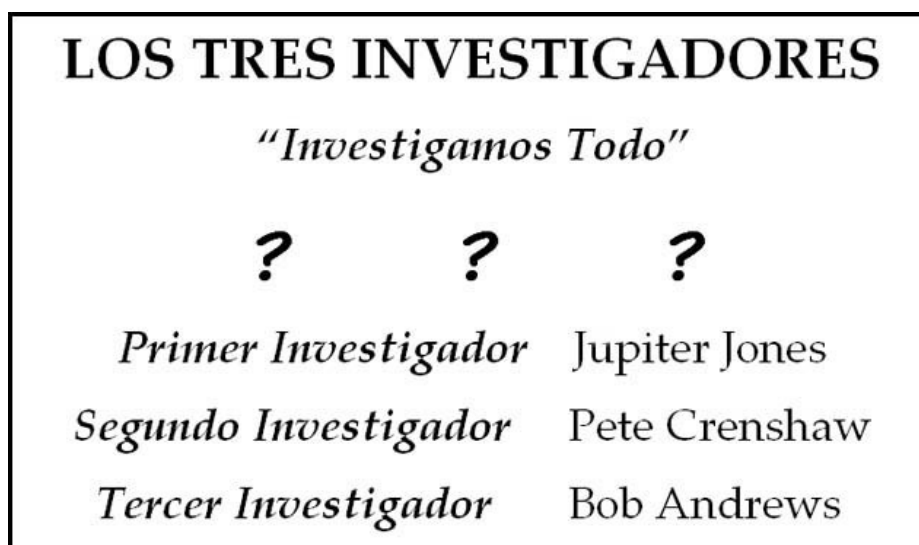 LOS TRES INVESTIGADORES
“Investigamos Todo”
? ? ?
Primer Investigador Jupiter Jones
Segundo Investigador Pete Crenshaw
Tercer Investigador Bob Andrews